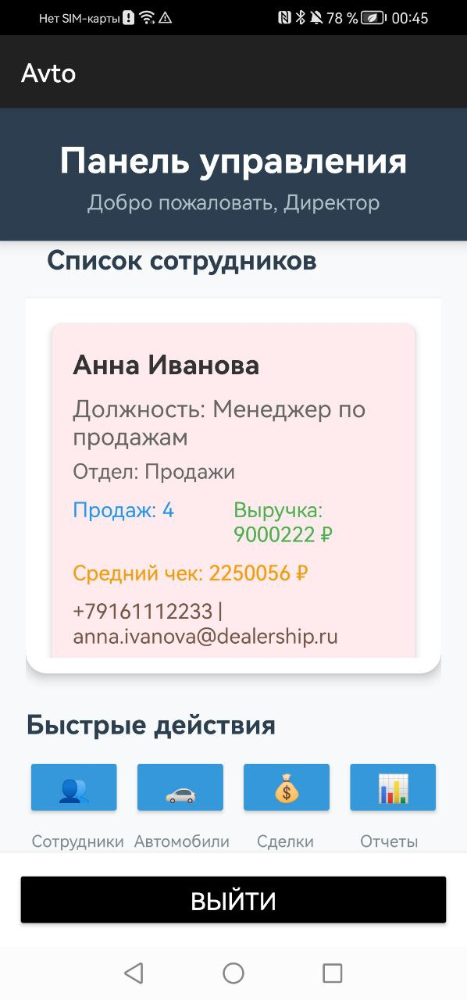 Нет SIM-карты 78 % 00:45
Avto
Панель управления
Добро пожаловать, Директор
Список сотрудников
Анна Иванова
Должность: Менеджер по
продажам
Отдел: Продажи
Продаж: 4 Выручка:
9000222 ₽
Средний чек: 2250056 ₽
+79161112233 |
anna.ivanova@dealership.ru
Быстрые действия
Сотрудники Автомобили Сделки Отчеты
ВЫЙТИ